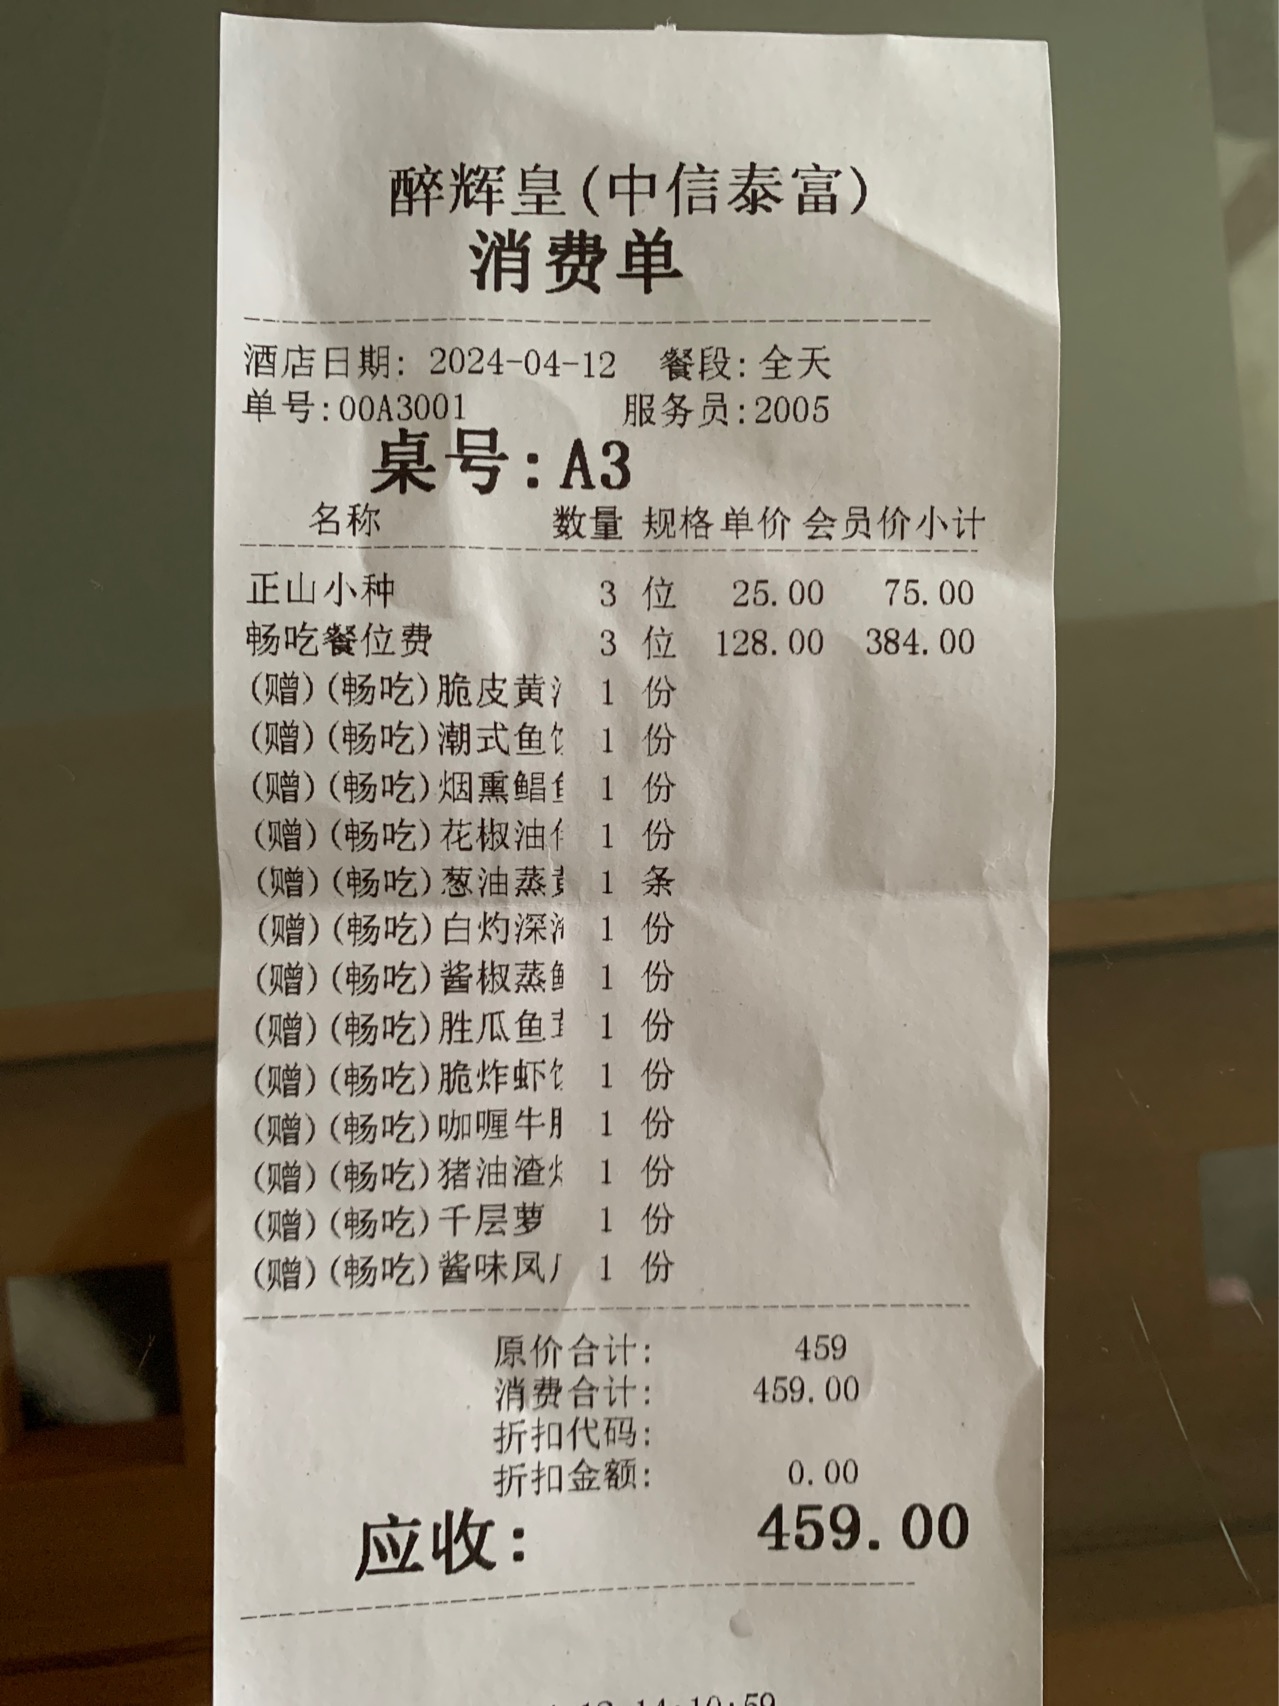 醉辉皇(中信泰富)
消费单
酒店日期: 2024-04-12 餐段:全天
单号:00A3001 服务员:2005
桌号:A3
名称 数量 规格 单价 会员价 小计
正山小种 3 位 25.00 75.00
畅吃餐位费 3 位 128.00 384.00
(赠)(畅吃)脆皮黄 1 份
(赠)(畅吃)潮式鱼 1 份
(赠)(畅吃)烟熏鲳 1 份
(赠)(畅吃)花椒油 1 份
(赠)(畅吃)葱油蒸 1 条
(赠)(畅吃)白灼深 1 份
(赠)(畅吃)酱椒蒸 1 份
(赠)(畅吃)胜瓜鱼 1 份
(赠)(畅吃)脆炸虾 1 份
(赠)(畅吃)咖喱牛 1 份
(赠)(畅吃)猪油渣 1 份
(赠)(畅吃)千层萝 1 份
(赠)(畅吃)酱味凤 1 份
原价合计: 459
消费合计: 459.00
折扣代码:
折扣金额: 0.00
应收: 459.00